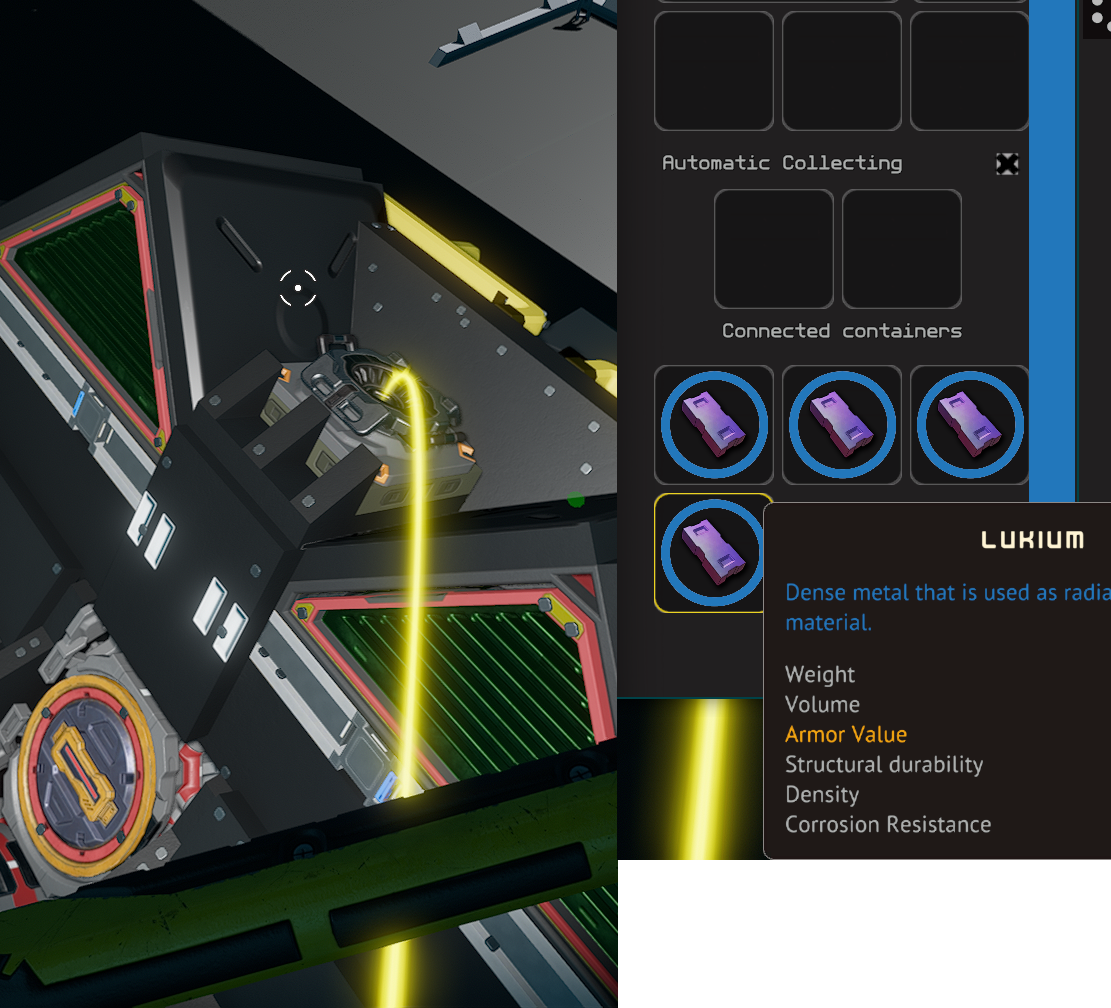 Automatic Collecting
Connected containers
LUKIUM
Dense metal that is used as radia
material.
Weight
Volume
Armor Value
Structural durability
Density
Corrosion Resistance